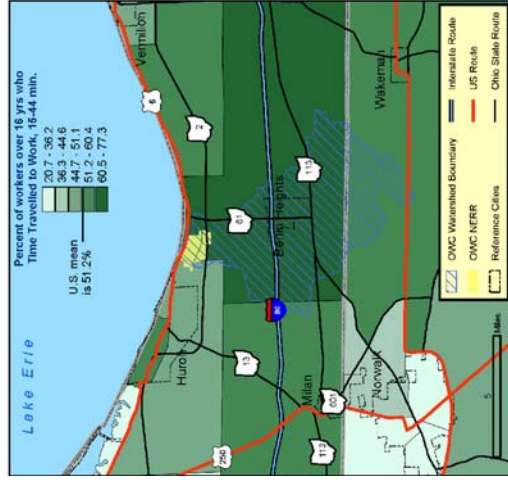 Lake Erie
Percent of workers over 16 yrs who
Time Travelled to Work, 15-44 min.
20.7 - 36.2
36.3 - 44.6
44.7 - 51.1
51.2 - 60.4
60.5 - 77.3
U.S. mean
is 51.2%
Vermilion
6
2
Huron
61
13
Berlin Heights
113
80
250
Milan
601
113
Norwalk
Wakeman
5
Miles
OWC Watershed Boundary
OWC NERR
Reference Cities
Interstate Route
US Route
Ohio State Route